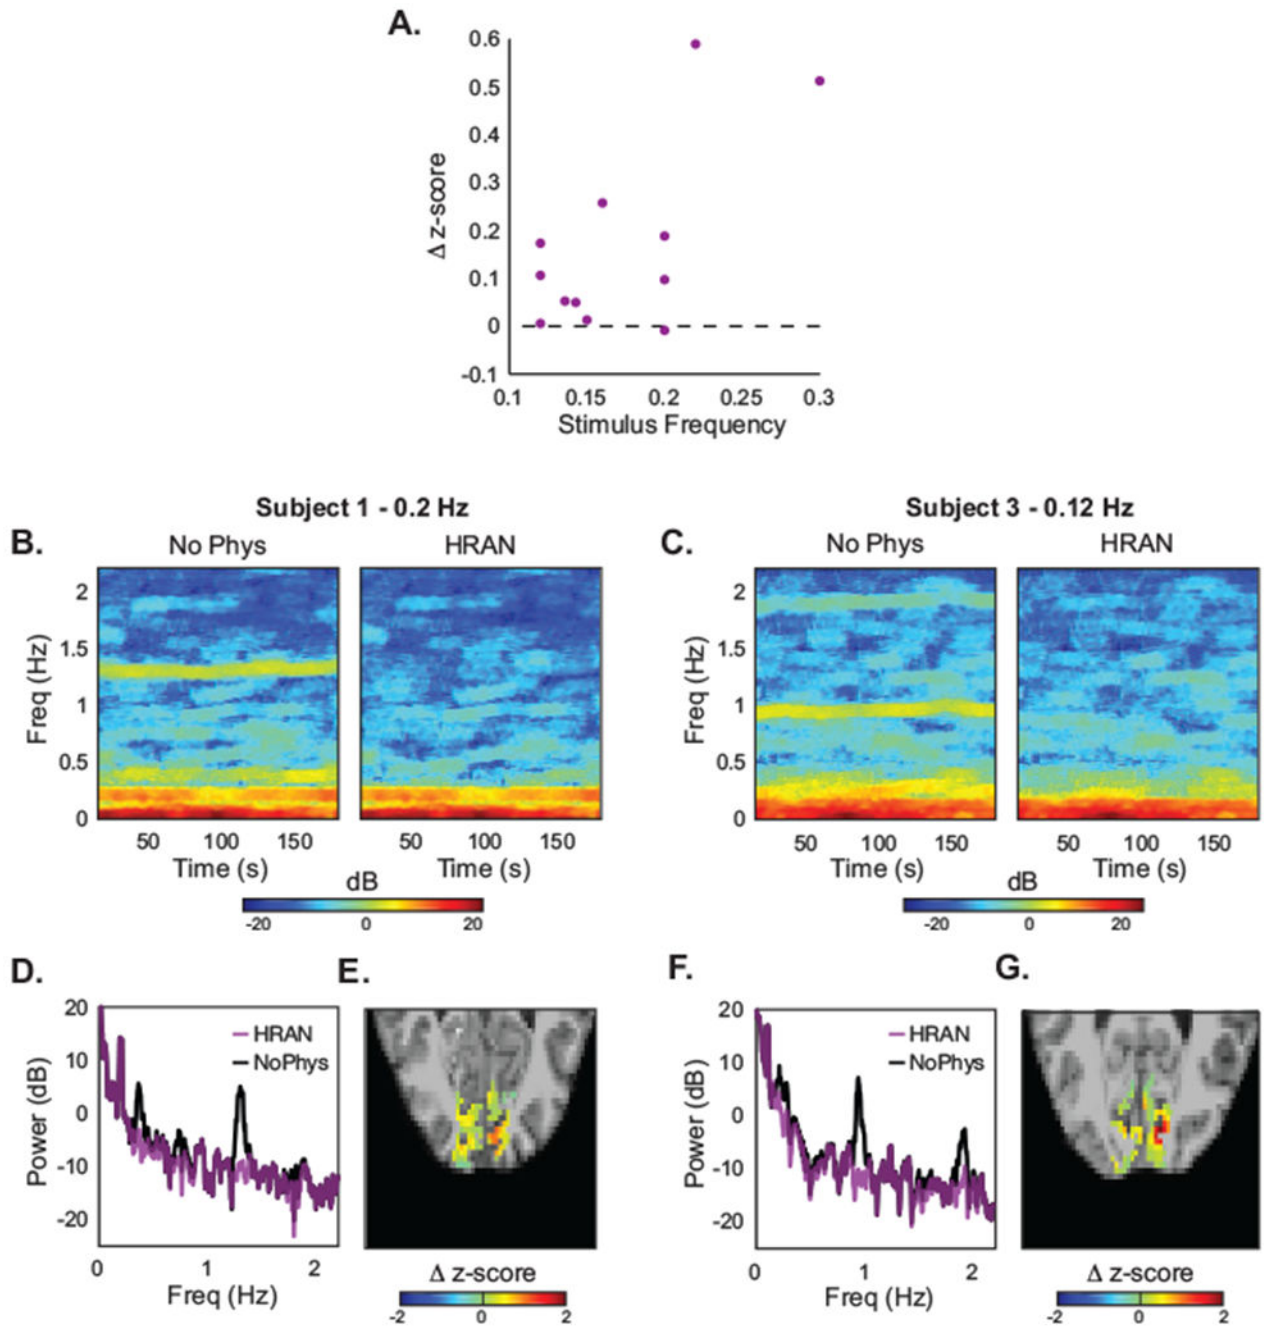 A.
0.6
0.5
0.4
0.3
0.2
0.1
0
-0.1
Δ z-score
0.1 0.15 0.2 0.25 0.3
Stimulus Frequency
Subject 1 - 0.2 Hz
B.
No Phys HRAN
Freq (Hz)
2
1.5
1
0.5
0
50 100 150 50 100 150
Time (s) Time (s)
dB
-20 0 20
Subject 3 - 0.12 Hz
C.
No Phys HRAN
Freq (Hz)
2
1.5
1
0.5
0
50 100 150 50 100 150
Time (s) Time (s)
dB
-20 0 20
D.
Power (dB)
20
10
0
-10
-20
HRAN
NoPhys
0 1 2
Freq (Hz)
E.
Δ z-score
-2 0 2
F.
Power (dB)
20
10
0
-10
-20
HRAN
NoPhys
0 1 2
Freq (Hz)
G.
Δ z-score
-2 0 2